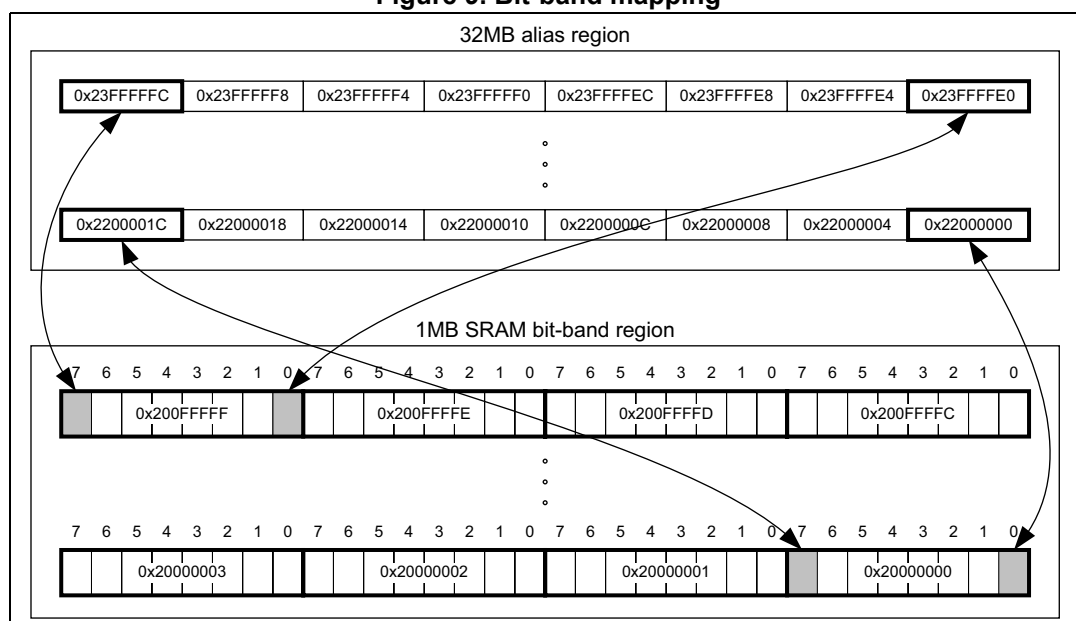 Figure 9. Bit-band mapping
32MB alias region
0x23FFFFFC 0x23FFFFF8 0x23FFFFF4 0x23FFFFF0 0x23FFFFEC 0x23FFFFE8 0x23FFFFE4 0x23FFFFE0
0x2200001C 0x22000018 0x22000014 0x22000010 0x2200000C 0x22000008 0x22000004 0x22000000
1MB SRAM bit-band region
7 6 5 4 3 2 1 0 7 6 5 4 3 2 1 0 7 6 5 4 3 2 1 0 7 6 5 4 3 2 1 0
0x200FFFFF 0x200FFFFE 0x200FFFFD 0x200FFFFC
7 6 5 4 3 2 1 0 7 6 5 4 3 2 1 0 7 6 5 4 3 2 1 0 7 6 5 4 3 2 1 0
0x20000003 0x20000002 0x20000001 0x20000000